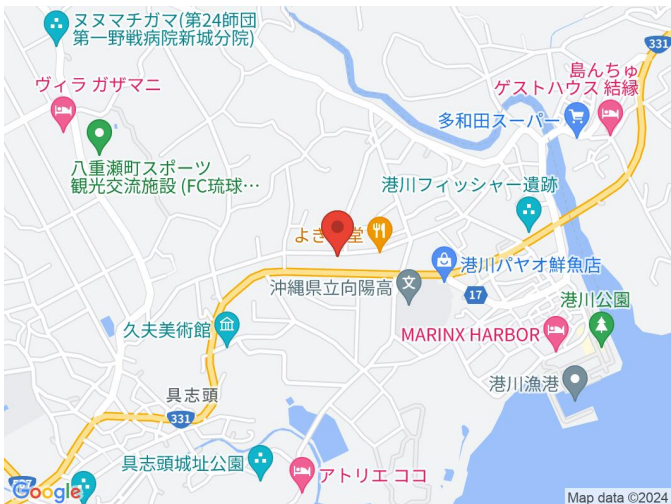 ヌヌマチガマ(第24師団
第一野戦病院新城分院)
331
ヴィラ ガザマニ
島んちゅ
ゲストハウス 結縁
多和田スーパー
八重瀬町スポーツ
観光交流施設 (FC琉球…
港川フィッシャー遺跡
よき
堂
港川パヤオ鮮魚店
沖縄県立向陽高
文
17
港川公園
久夫美術館
MARINX HARBOR
港川漁港
具志頭
331
具志頭城址公園
アトリエ ココ
Google
Map data ©2024